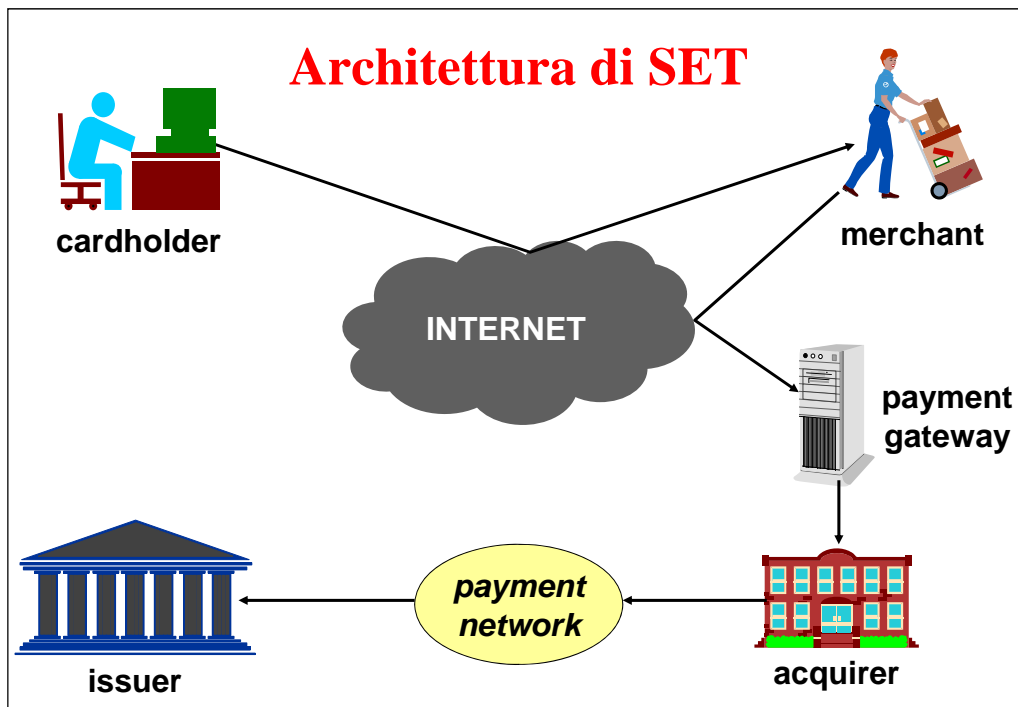 Architettura di SET
cardholder
merchant
INTERNET
payment
gateway
payment
network
issuer
acquirer